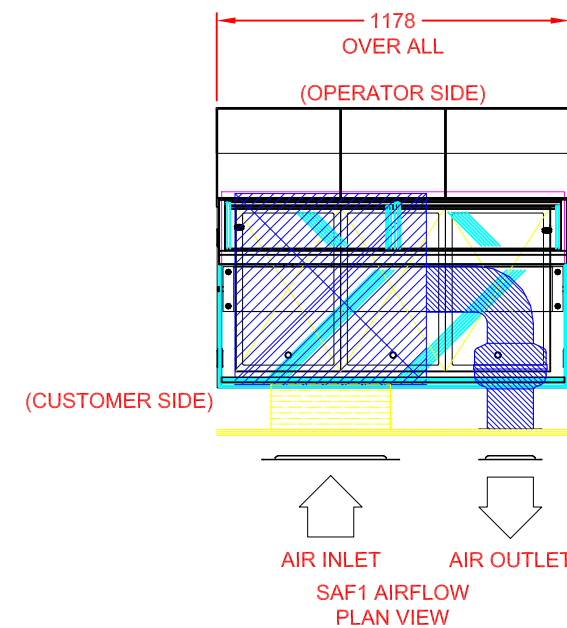 1178
OVER ALL
(OPERATOR SIDE)
(CUSTOMER SIDE)
AIR INLET
AIR OUTLET
SAF1 AIRFLOW
PLAN VIEW